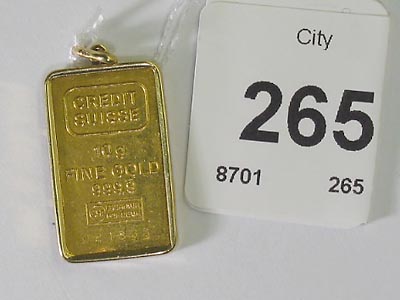 CREDIT
SUISSE
10g
FINE GOLD
999,9
City
265
8701 265